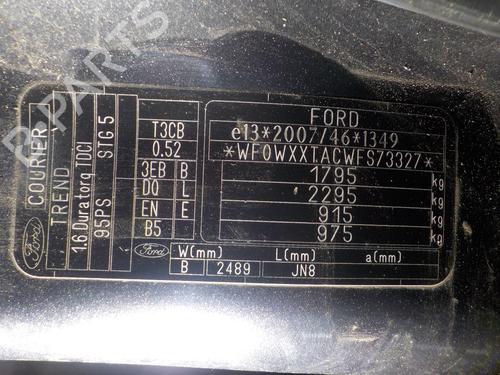 COURIER
TREND
1.6 Duratorq TDCI
95PS STG 5
T3CB
0.52
3EB B
DQ L
EN E
B5
FORD
e13*2007/46*1349
*WF0WXXTACWFS73327*
1795 kg
2295 kg
915 kg
975 kg
Ford
Ford
W(mm) L(mm) a(mm)
B 2489 JN8
B-PARTS